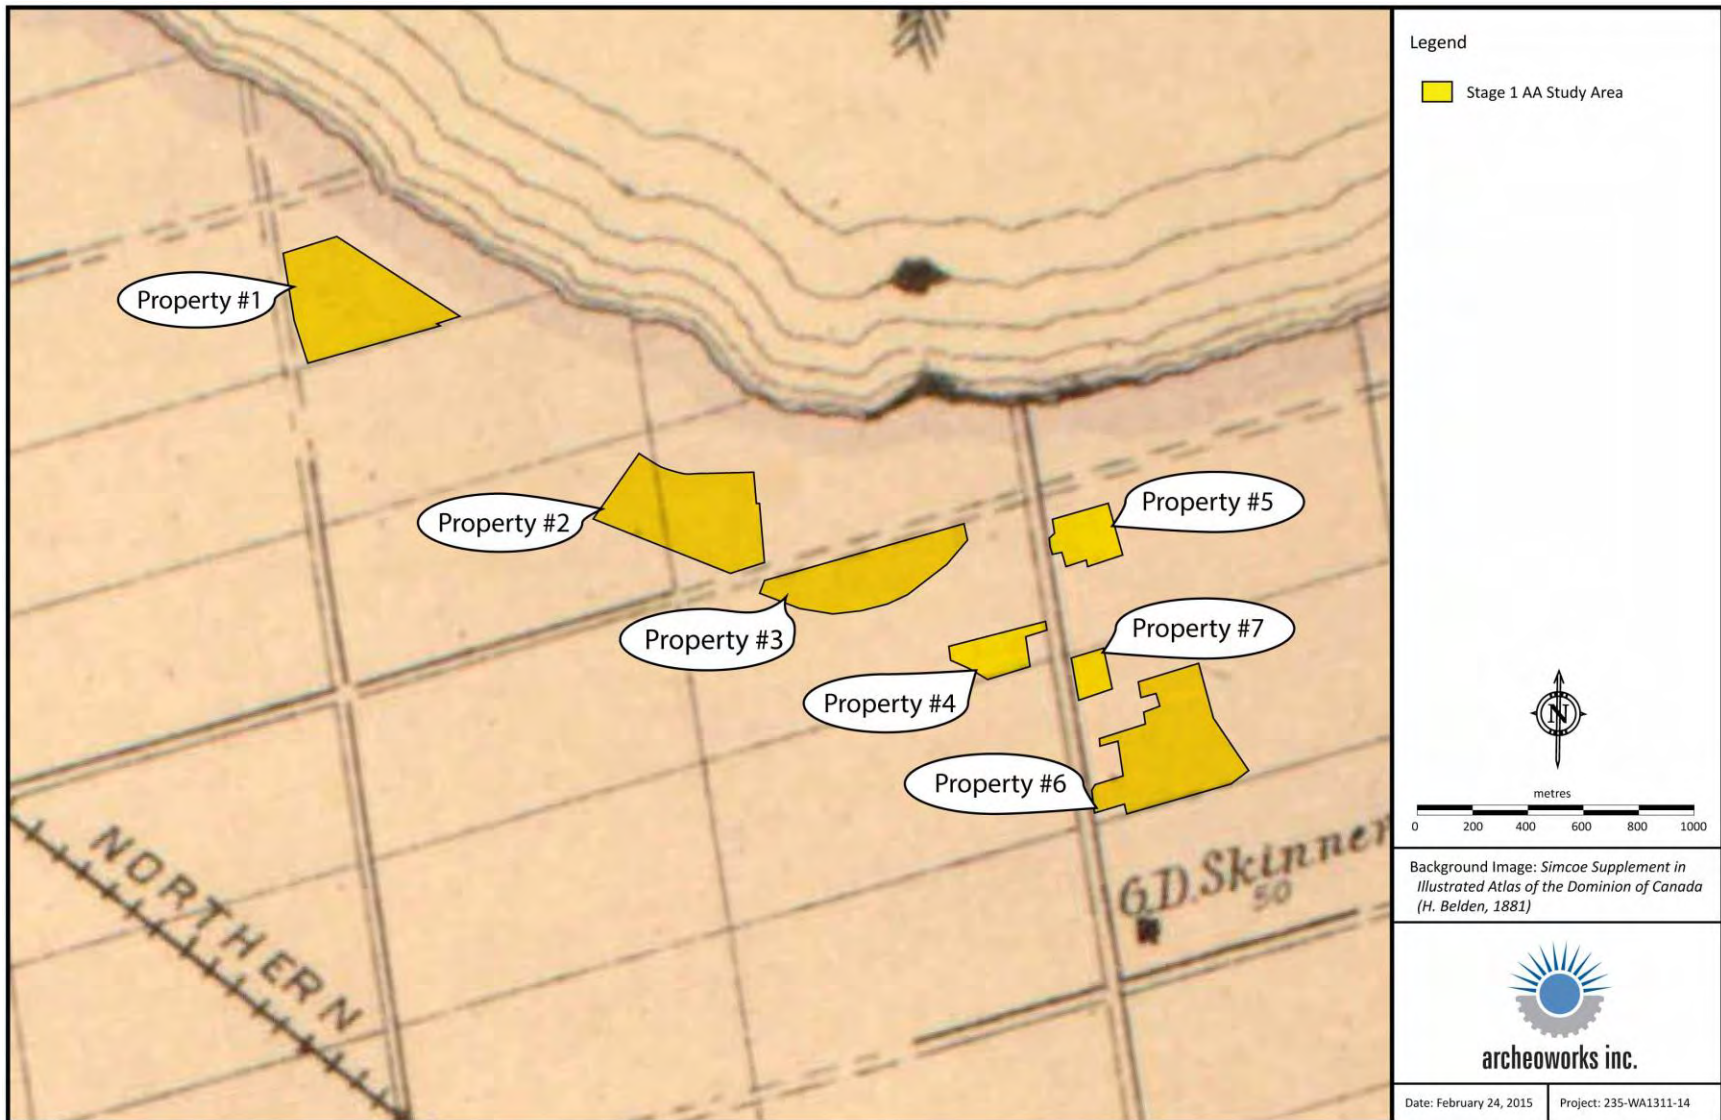 Property #1
Property #2
Property #3
Property #4
Property #5
Property #7
Property #6
NORTHERN
G.D. Skinner
50
Legend
Stage 1 AA Study Area
N
metres
0 200 400 600 800 1000
Background Image: Simcoe Supplement in
Illustrated Atlas of the Dominion of Canada
(H. Belden, 1881)
archeoworks inc.
Date: February 24, 2015
Project: 235-WA1311-14